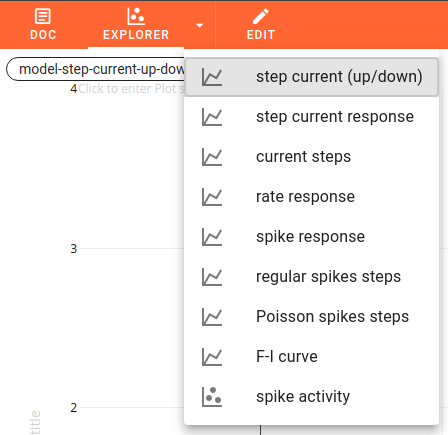 DOC
EXPLORER
EDIT
model-step-current-up-dow
4
Click to enter Plot s
step current (up/down)
step current response
current steps
rate response
3
spike response
regular spikes steps
Poisson spikes steps
F-I curve
spike activity
2
title